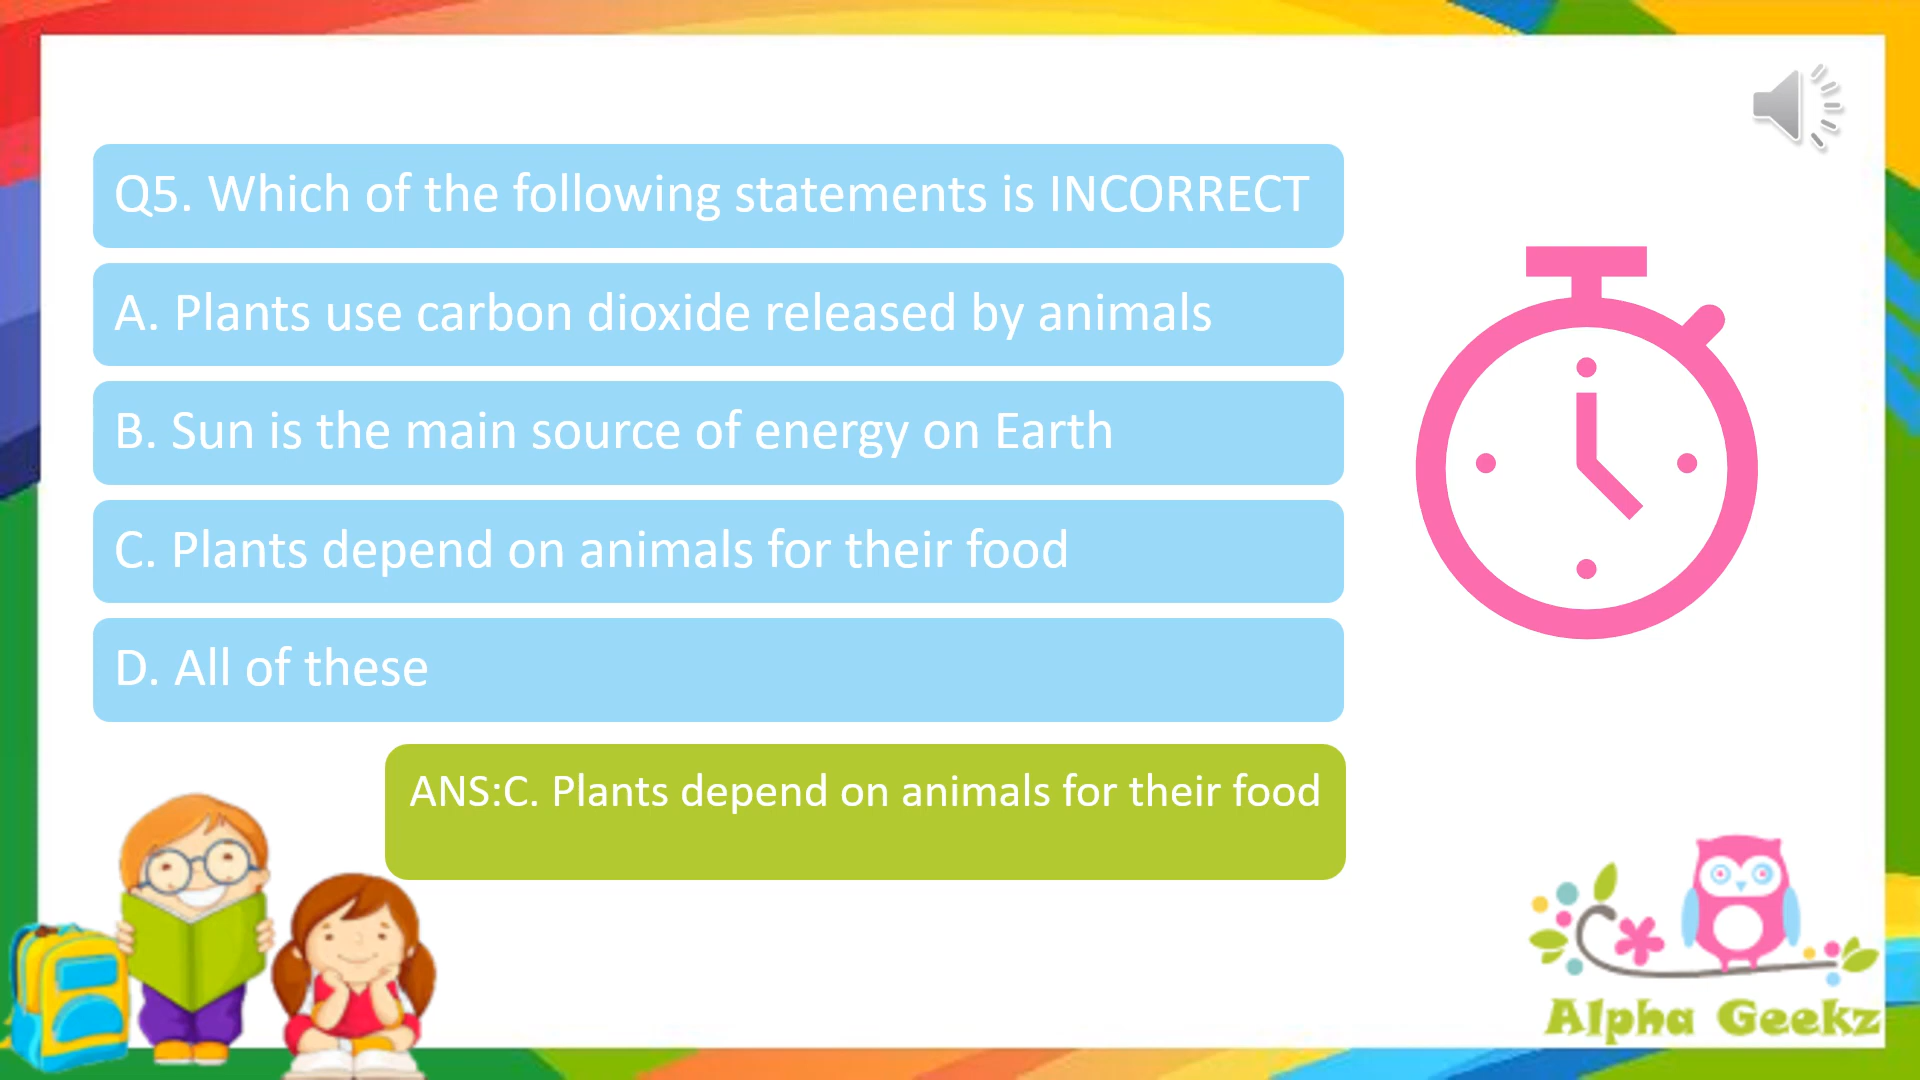 Q5. Which of the following statements is INCORRECT
A. Plants use carbon dioxide released by animals
B. Sun is the main source of energy on Earth
C. Plants depend on animals for their food
D. All of these
ANS:C. Plants depend on animals for their food
Alpha Geekz